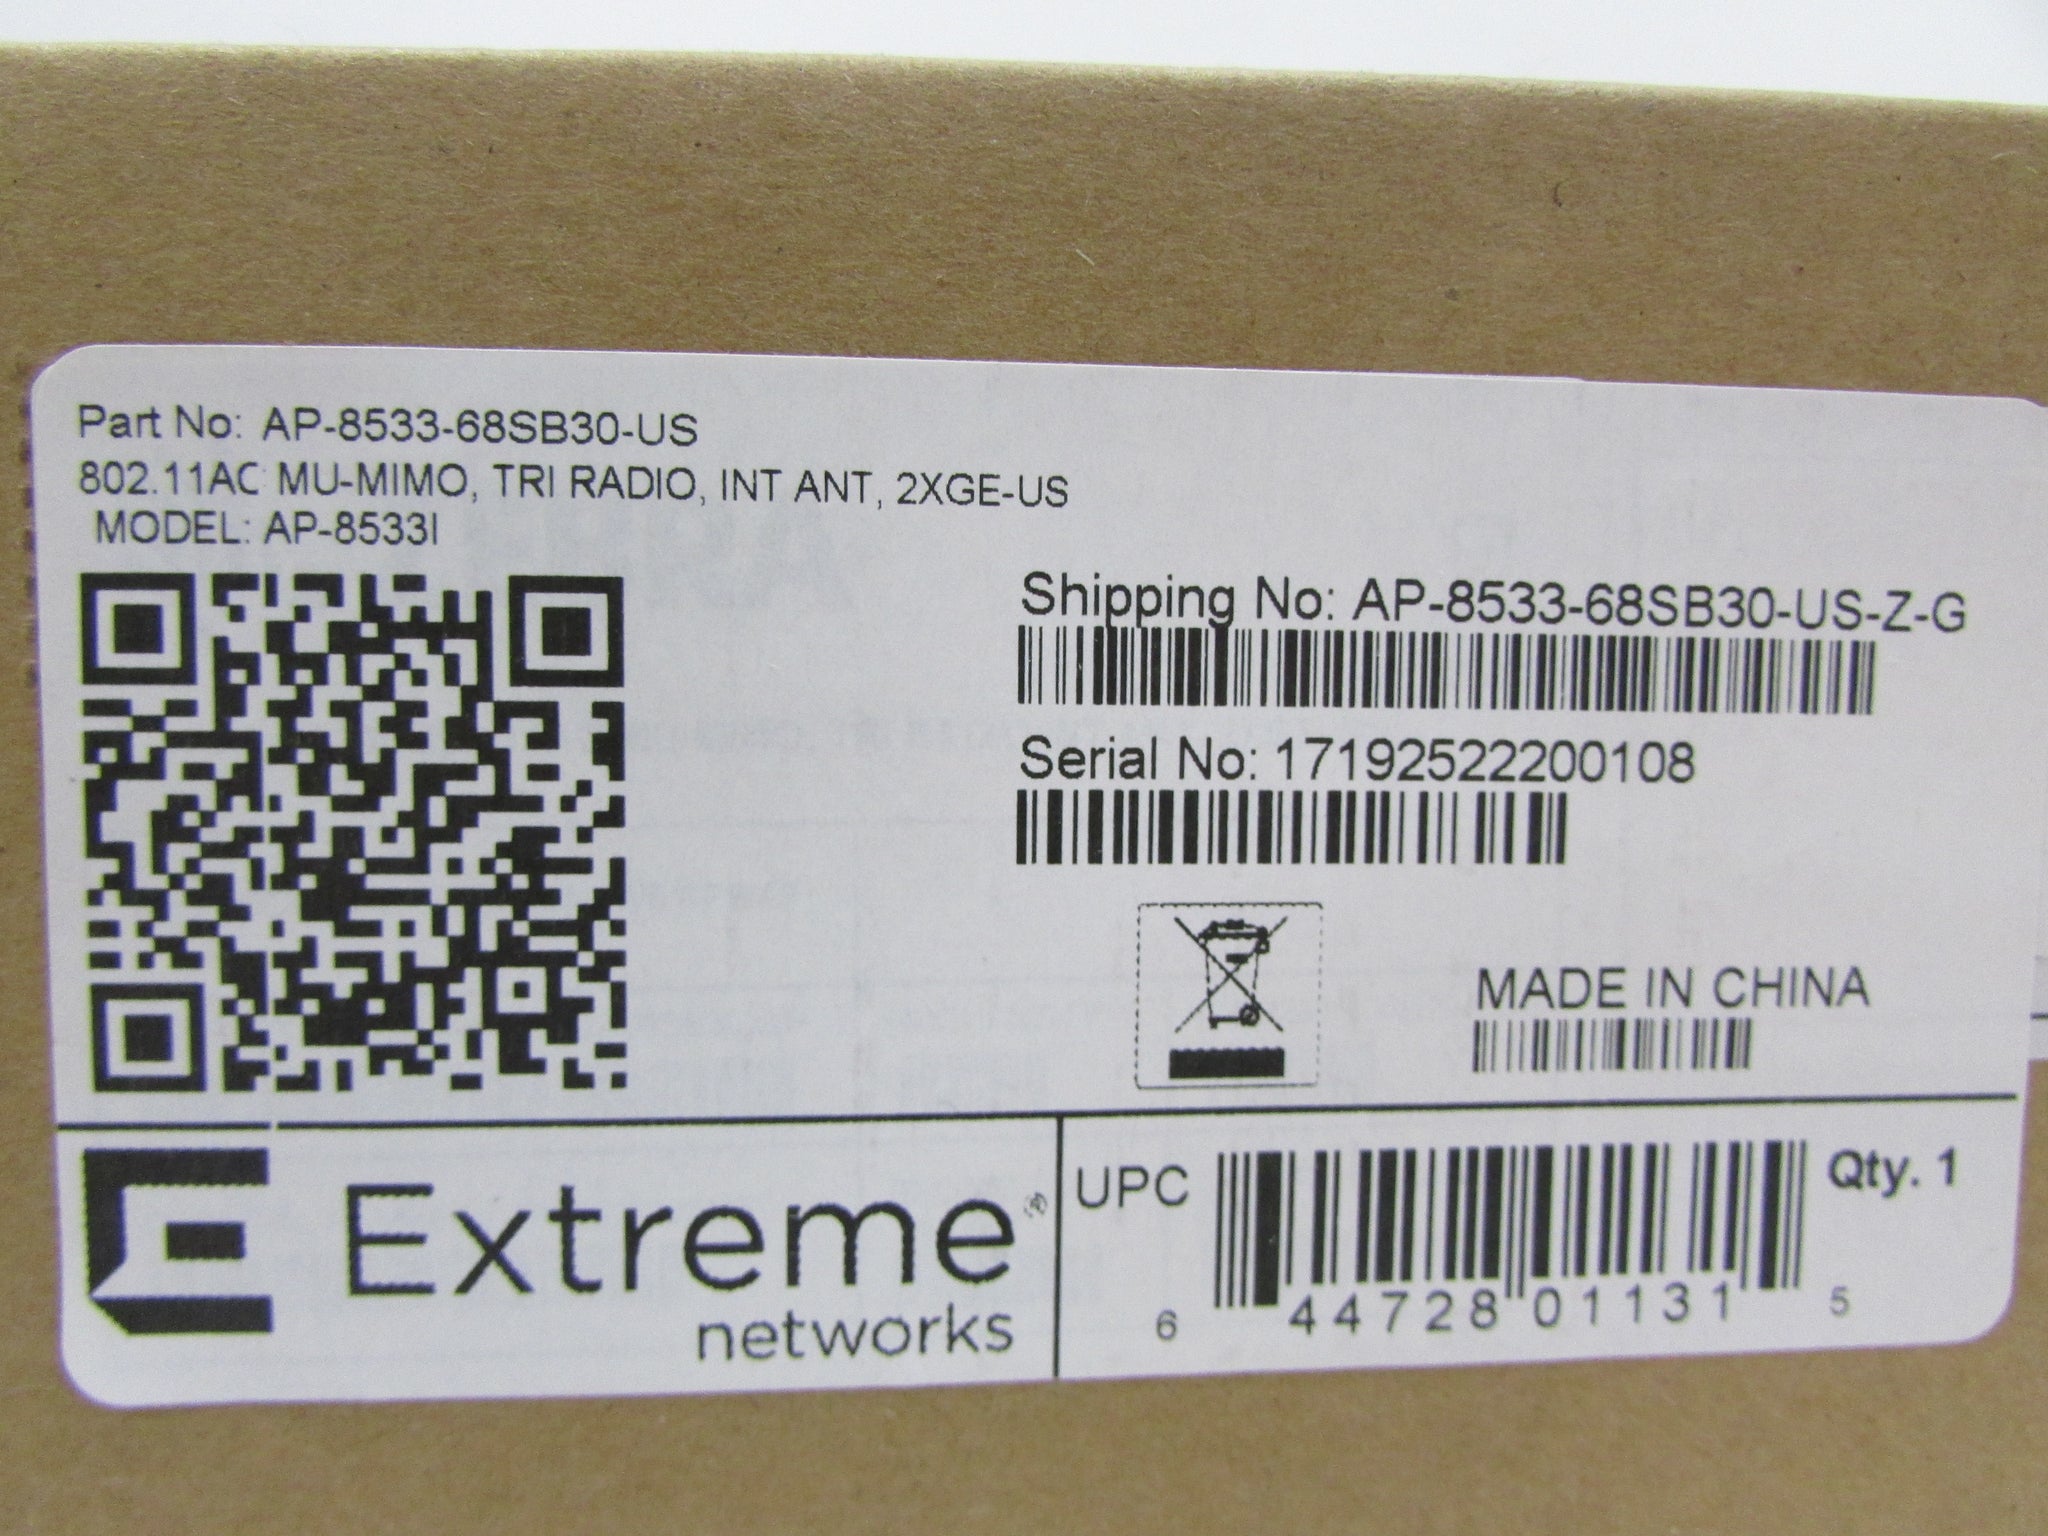 Part No: AP-8533-68SB30-US
802.11AC MU-MIMO, TRI RADIO, INT ANT, 2XGE-US
MODEL: AP-8533I
Shipping No: AP-8533-68SB30-US-Z-G
Serial No: 17192522200108
MADE IN CHINA
Extreme®
networks
UPC
Qty. 1
6 44728 01131 5